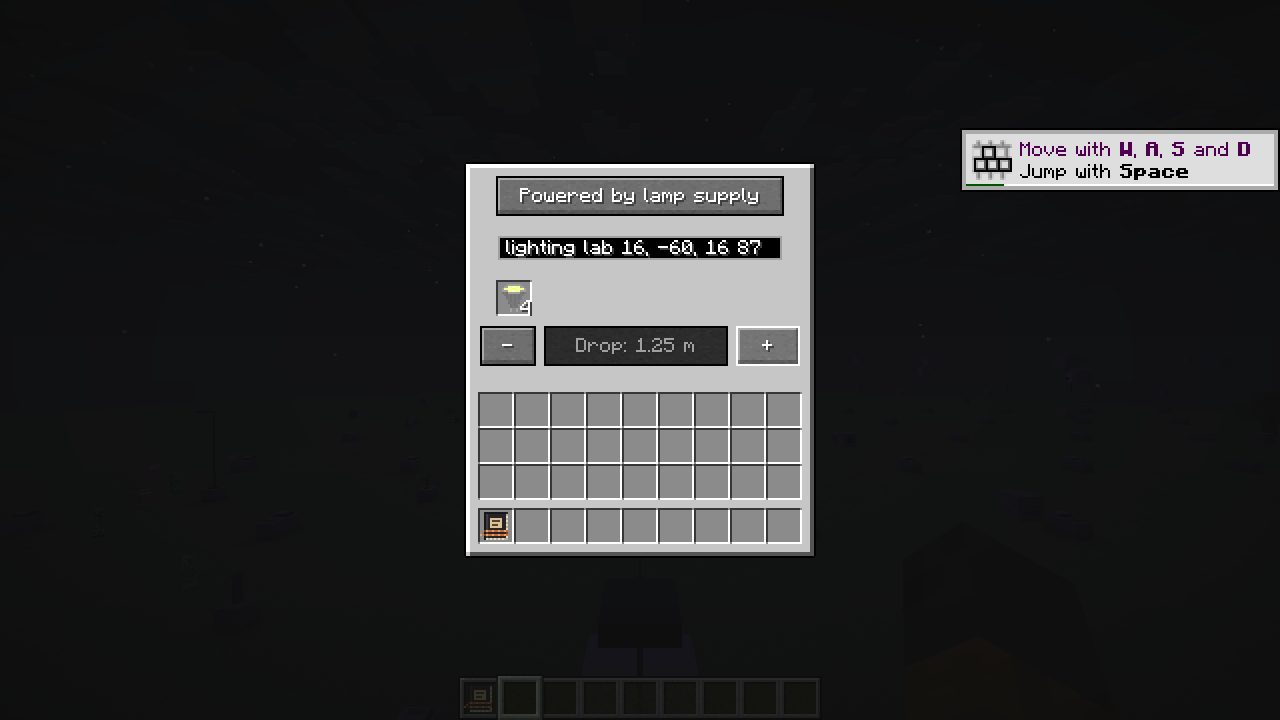 Move with W, A, S and D
Jump with Space
Powered by lamp supply
lighting lab 16, -60, 16 87
4
- Drop: 1.25 m +